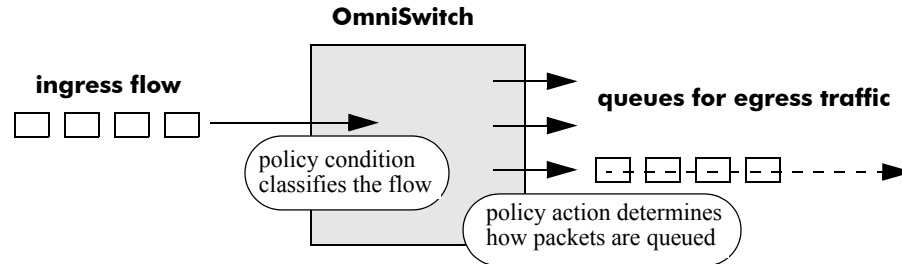 OmniSwitch
ingress flow
queues for egress traffic
policy condition
classifies the flow
policy action determines
how packets are queued